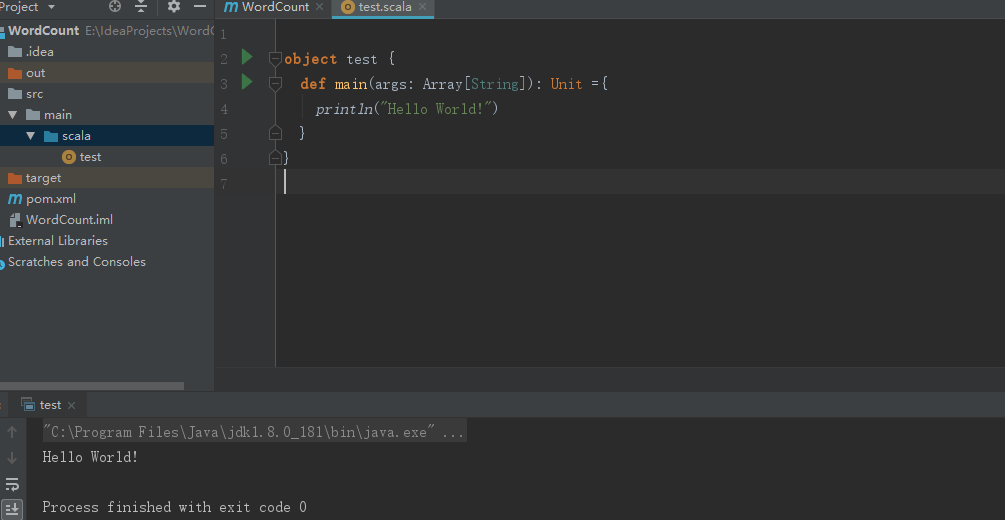 Project
WordCount E:\IdeaProjects\WordC
.idea
out
src
main
scala
test
target
pom.xml
WordCount.iml
External Libraries
Scratches and Consoles
m WordCount
test.scala
1
2 object test {
3 def main(args: Array[String]): Unit ={
4 println("Hello World!")
5 }
6 }
7
test
"C:\Program Files\Java\jdk1.8.0_181\bin\java.exe" ...
Hello World!
Process finished with exit code 0